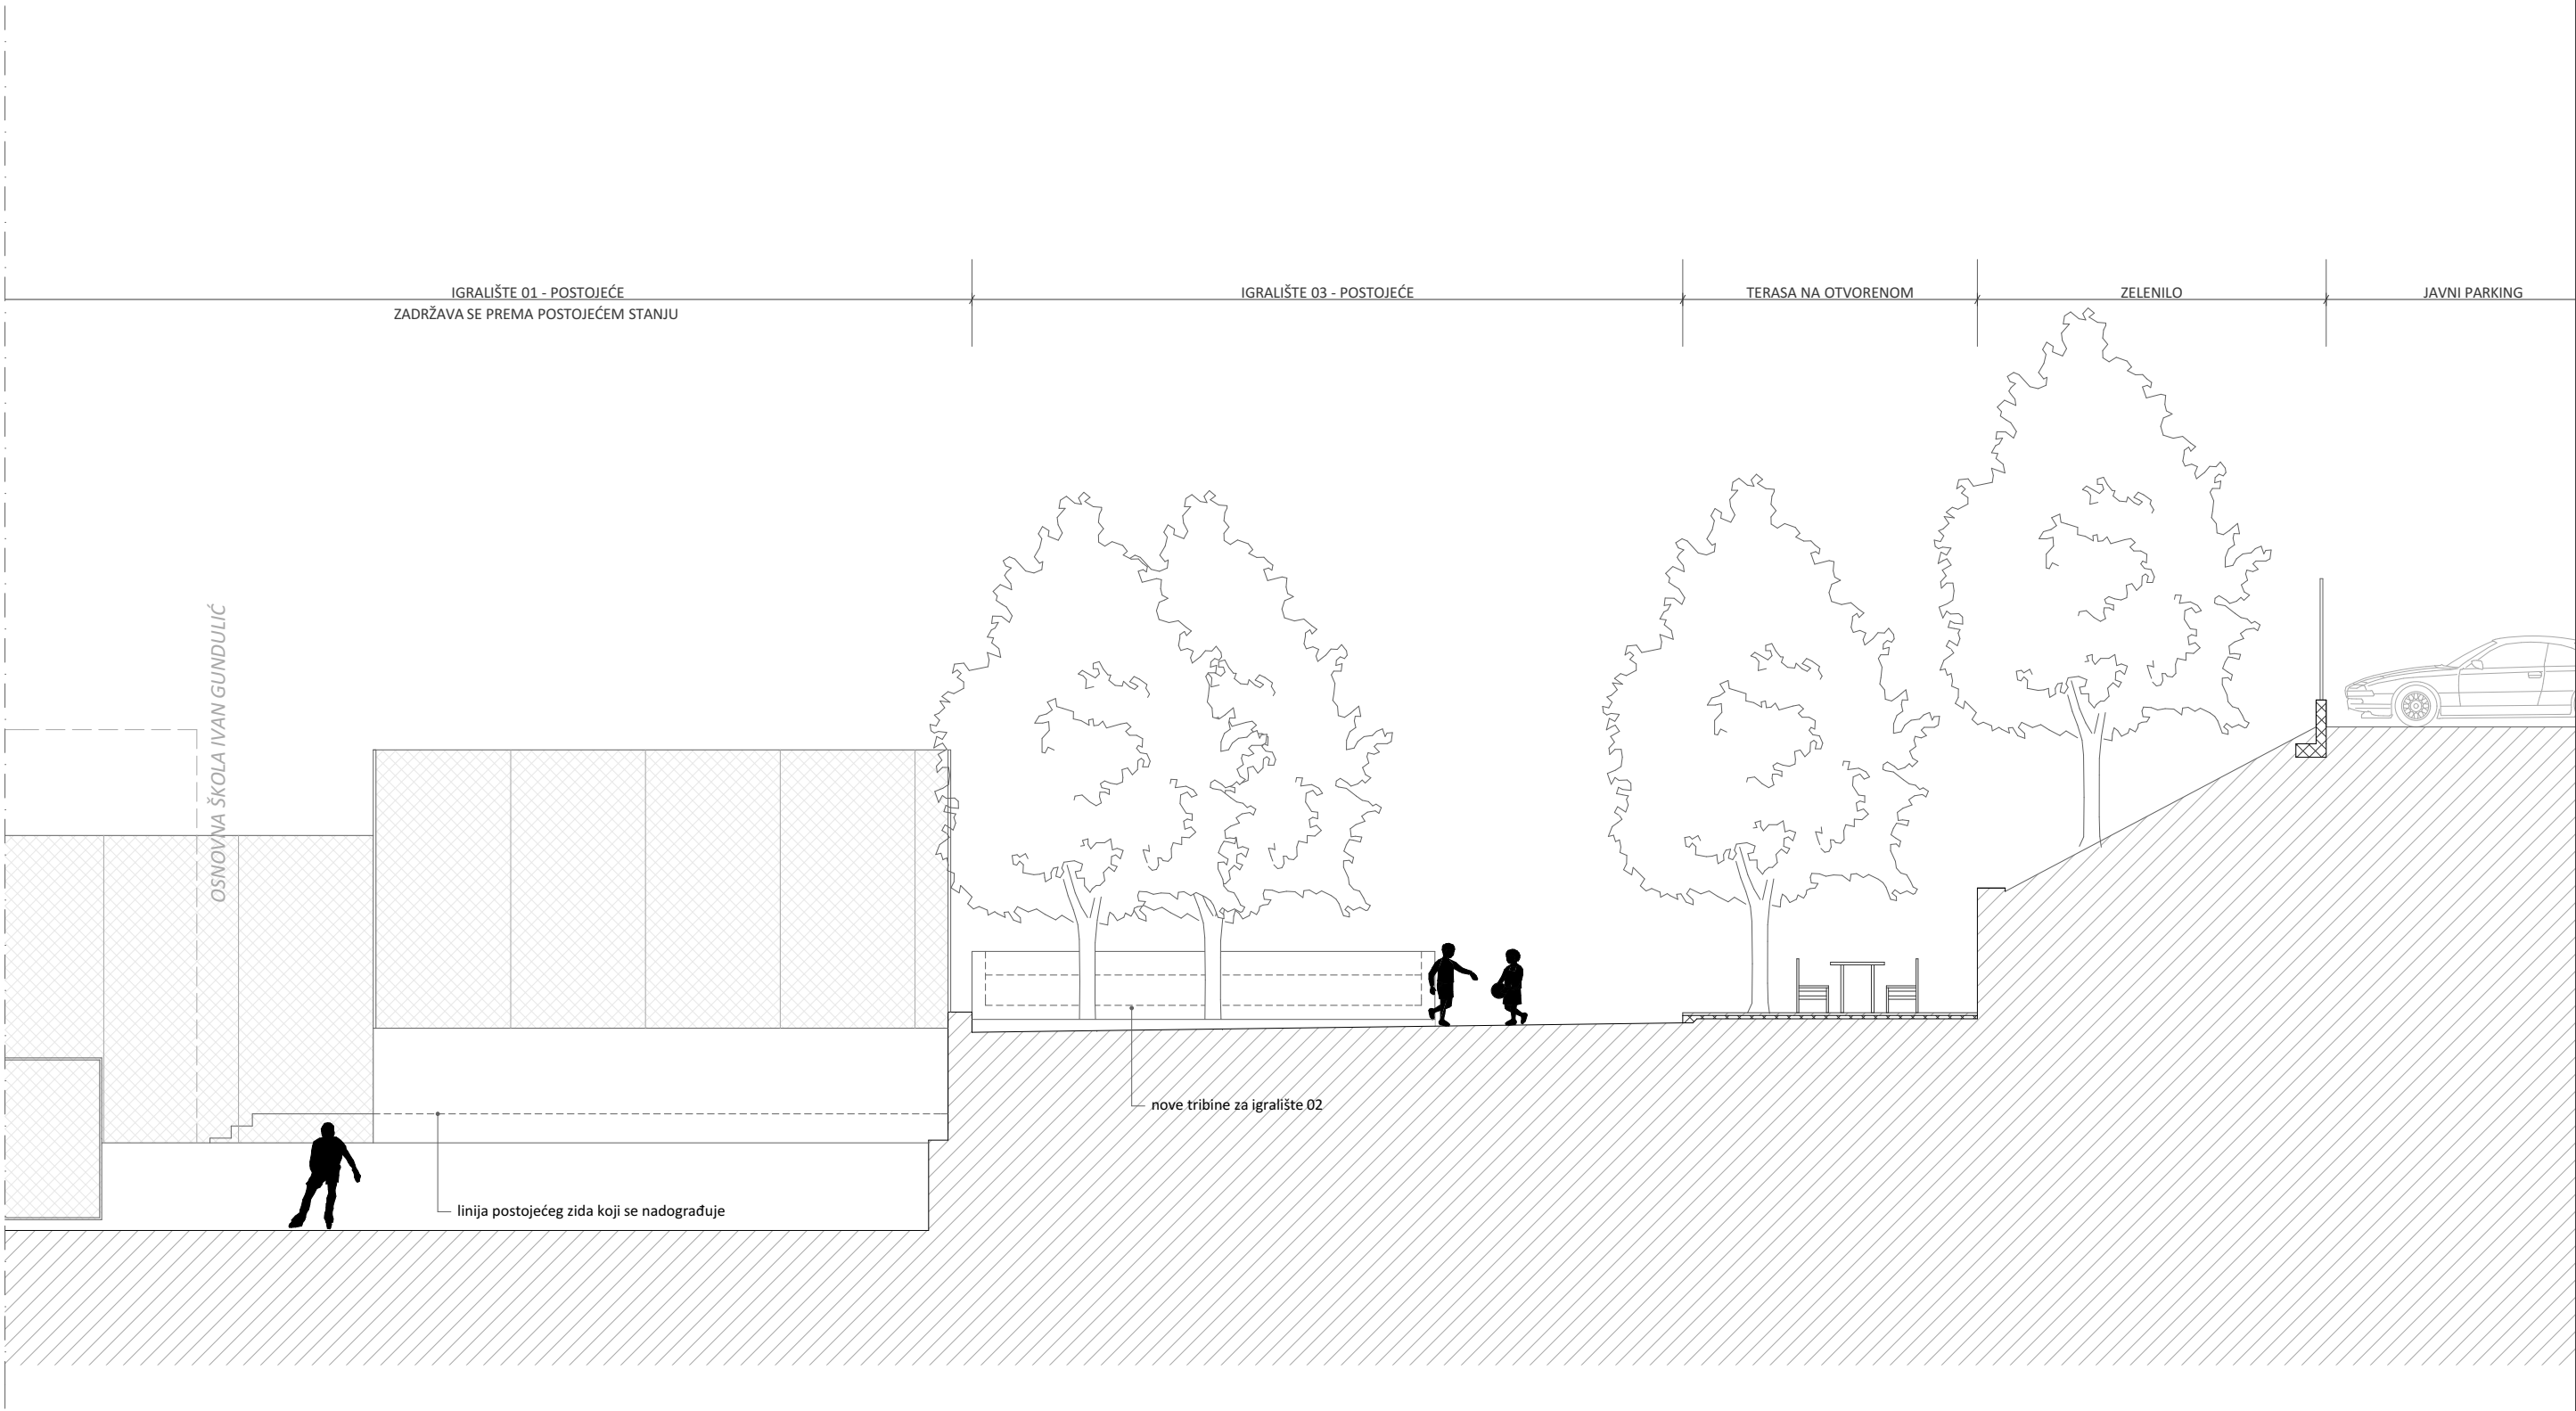 IGRALIŠTE 01 - POSTOJEĆE
ZADRŽAVA SE PREMA POSTOJEĆEM STANJU
IGRALIŠTE 03 - POSTOJEĆE
TERASA NA OTVORENOM
ZELENILO
JAVNI PARKING
OSNOVNA ŠKOLA IVAN GUNDULIĆ
nove tribine za igralište 02
linija postojećeg zida koji se nadograđuje